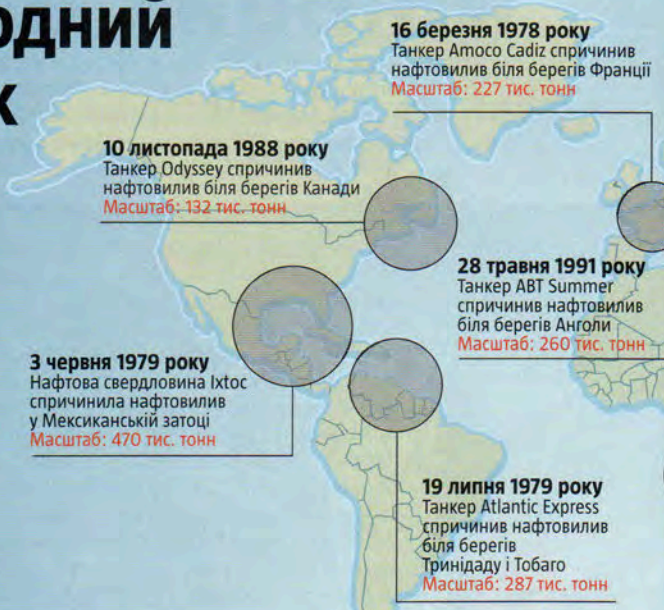 16 березня 1978 року
Танкер Amoco Cadiz спричинив
нафтовилив біля берегів Франції
Масштаб: 227 тис. тонн
10 листопада 1988 року
Танкер Odyssey спричинив
нафтовилив біля берегів Канади
Масштаб: 132 тис. тонн
28 травня 1991 року
Танкер ABT Summer
спричинив нафтовилив
біля берегів Анголи
Масштаб: 260 тис. тонн
3 червня 1979 року
Нафтова свердловина Ixtoc
спричинила нафтовилив
у Мексиканській затоці
Масштаб: 470 тис. тонн
19 липня 1979 року
Танкер Atlantic Express
спричинив нафтовилив
біля берегів
Тринідаду і Тобаго
Масштаб: 287 тис. тонн